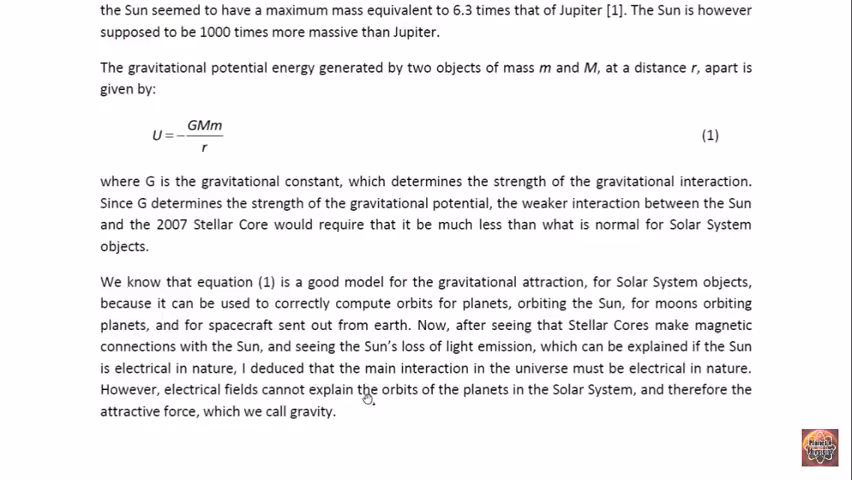 the Sun seemed to have a maximum mass equivalent to 6.3 times that of Jupiter [1]. The Sun is however
supposed to be 1000 times more massive than Jupiter.
The gravitational potential energy generated by two objects of mass m and M, at a distance r, apart is
given by:
U = − GMm / r (1)
where G is the gravitational constant, which determines the strength of the gravitational interaction.
Since G determines the strength of the gravitational potential, the weaker interaction between the Sun
and the 2007 Stellar Core would require that it be much less than what is normal for Solar System
objects.
We know that equation (1) is a good model for the gravitational attraction, for Solar System objects,
because it can be used to correctly compute orbits for planets, orbiting the Sun, for moons orbiting
planets, and for spacecraft sent out from earth. Now, after seeing that Stellar Cores make magnetic
connections with the Sun, and seeing the Sun's loss of light emission, which can be explained if the Sun
is electrical in nature, I deduced that the main interaction in the universe must be electrical in nature.
However, electrical fields cannot explain the orbits of the planets in the Solar System, and therefore the
attractive force, which we call gravity.